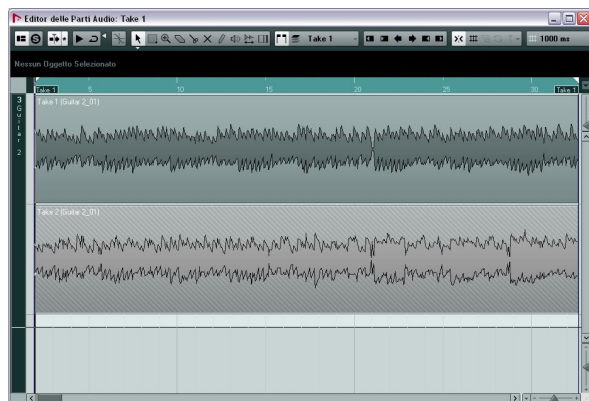 Editor delle Parti Audio: Take 1
Take 1
1000 ms
Nessun Oggetto Selezionato
Take 1 5 10 15 20 25 30 Take 1
3
Guitar 2
Take 1 (Guitar 2_01)
Take 2 (Guitar 2_01)